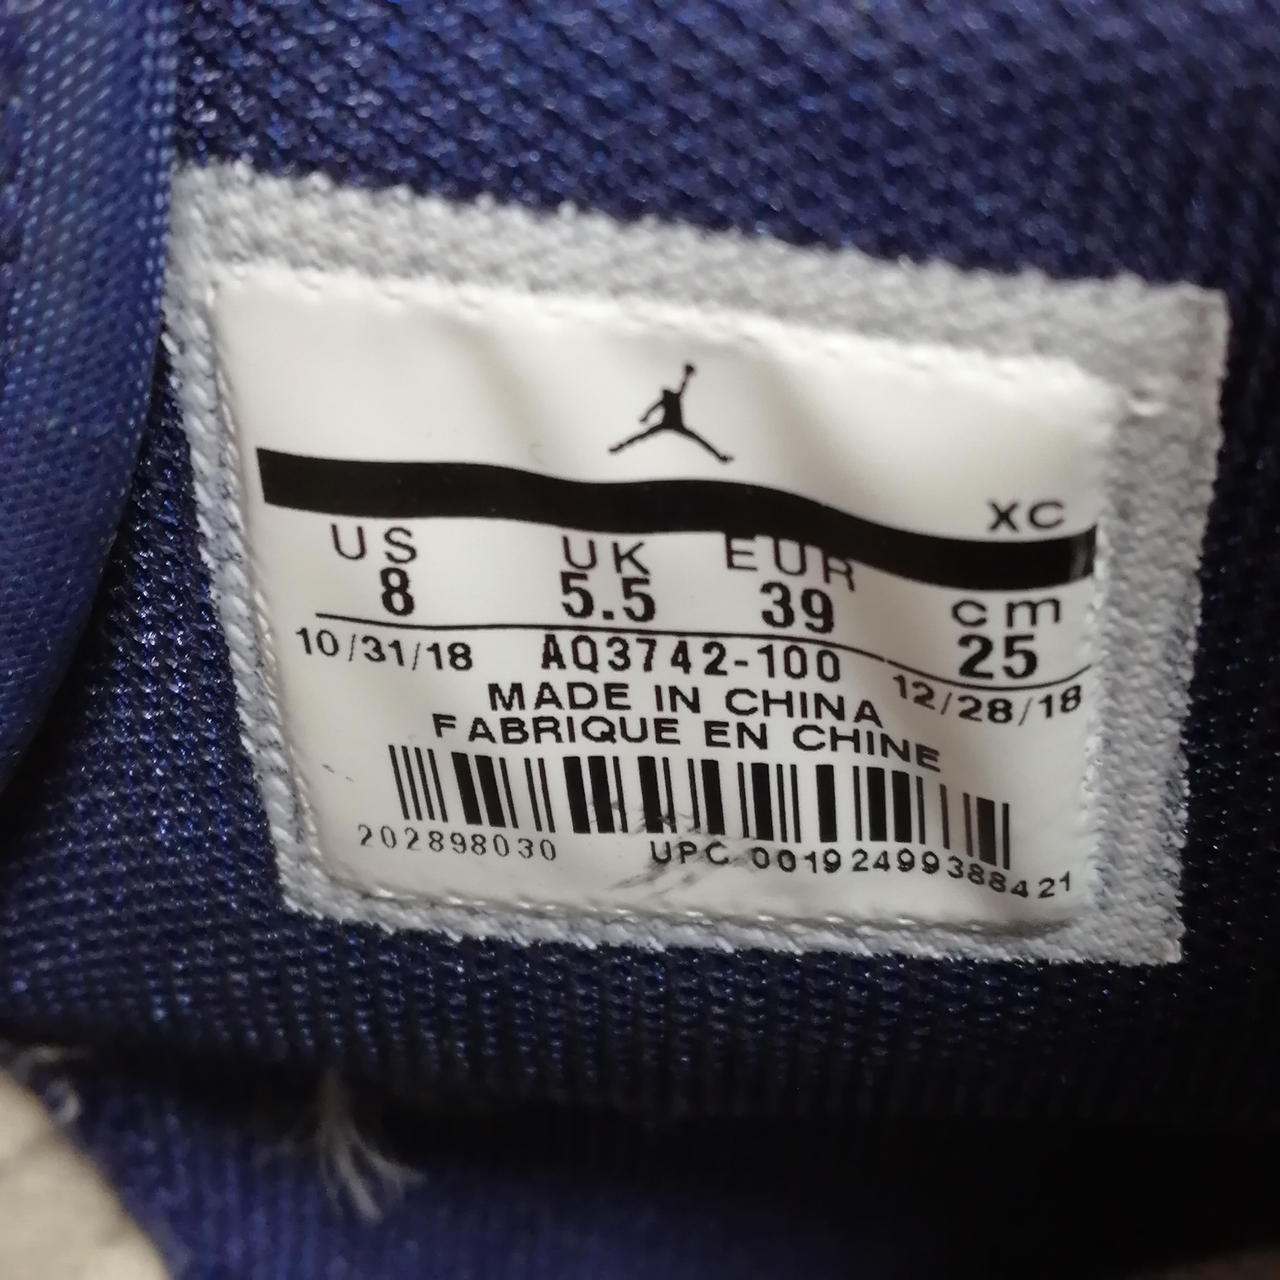 XC
US UK EUR cm
8 5.5 39 25
10/31/18 AQ3742-100 12/28/18
MADE IN CHINA
FABRIQUE EN CHINE
202898030 UPC 00192499388421